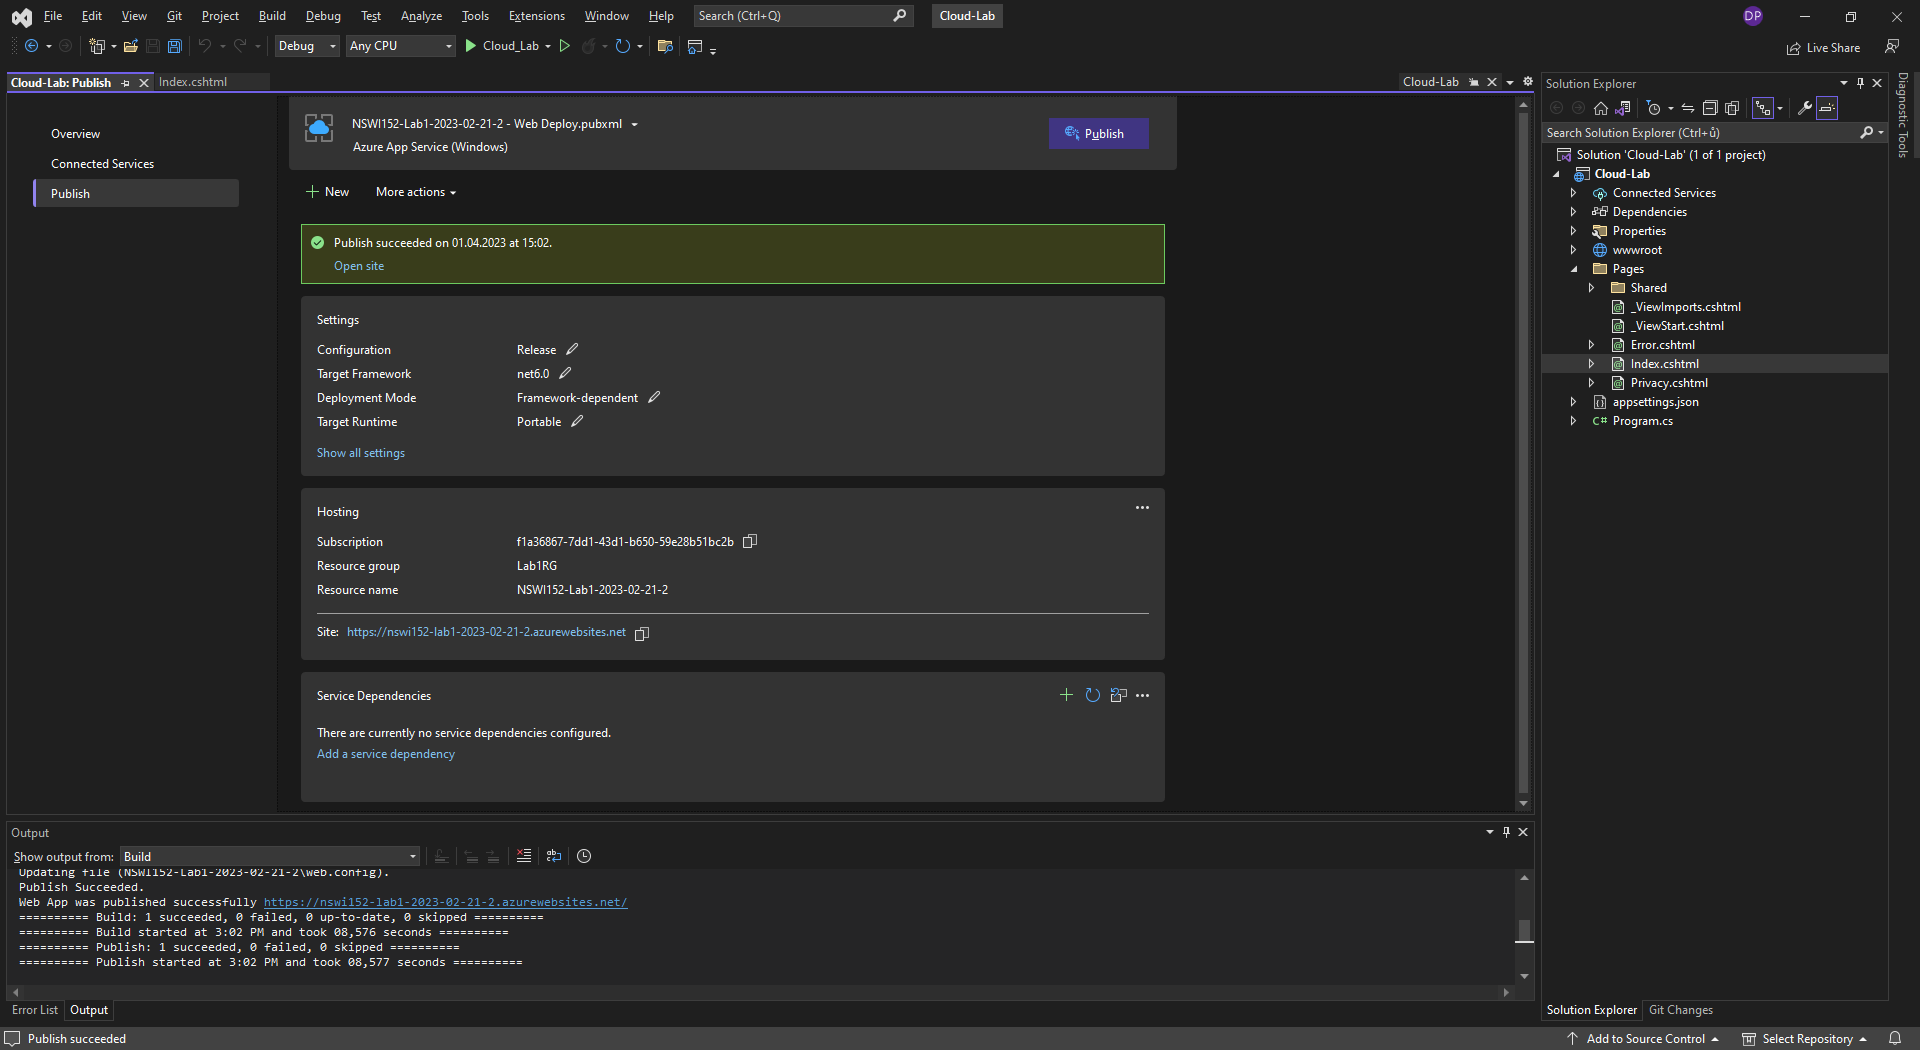 File Edit View Git Project Build Debug Test Analyze Tools Extensions Window Help Search (Ctrl+Q) Cloud-Lab DP
Debug Any CPU Cloud_Lab Live Share
Cloud-Lab: Publish Index.cshtml Cloud-Lab
Overview
Connected Services
Publish
NSWI152-Lab1-2023-02-21-2 - Web Deploy.pubxml
Azure App Service (Windows)
Publish
New More actions
Publish succeeded on 01.04.2023 at 15:02.
Open site
Settings
Configuration Release
Target Framework net6.0
Deployment Mode Framework-dependent
Target Runtime Portable
Show all settings
Hosting
Subscription f1a36867-7dd1-43d1-b650-59e28b51bc2b
Resource group Lab1RG
Resource name NSWI152-Lab1-2023-02-21-2
Site: https://nswi152-lab1-2023-02-21-2.azurewebsites.net
Service Dependencies
There are currently no service dependencies configured.
Add a service dependency
Output
Show output from: Build
Updating file (NSWI152-Lab1-2023-02-21-2\Web.config).
Publish Succeeded.
Web App was published successfully https://nswi152-lab1-2023-02-21-2.azurewebsites.net/
========== Build: 1 succeeded, 0 failed, 0 up-to-date, 0 skipped ==========
========== Build started at 3:02 PM and took 08,576 seconds ==========
========== Publish: 1 succeeded, 0 failed, 0 skipped ==========
========== Publish started at 3:02 PM and took 08,577 seconds ==========
Error List Output
Solution Explorer
Search Solution Explorer (Ctrl+ů)
Solution 'Cloud-Lab' (1 of 1 project)
Cloud-Lab
Connected Services
Dependencies
Properties
wwwroot
Pages
Shared
_ViewImports.cshtml
_ViewStart.cshtml
Error.cshtml
Index.cshtml
Privacy.cshtml
appsettings.json
C# Program.cs
Solution Explorer Git Changes
Diagnostic Tools
Publish succeeded Add to Source Control Select Repository